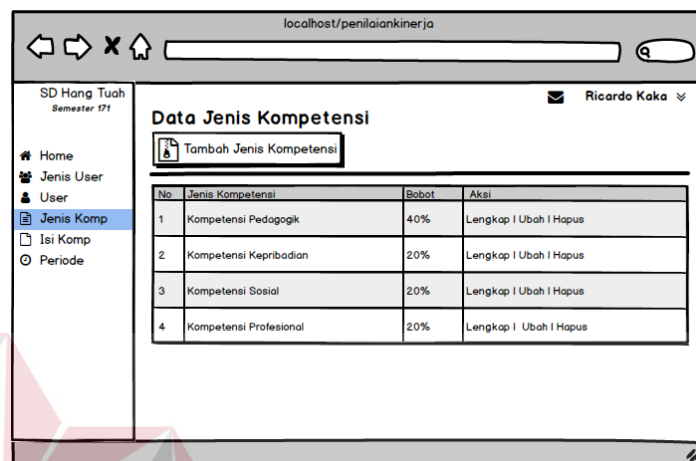 localhost/penilaiankinerja
SD Hang Tuah
Semester 171
Ricardo Kaka
Data Jenis Kompetensi
Tambah Jenis Kompetensi
Home
Jenis User
User
Jenis Komp
Isi Komp
Periode
No Jenis Kompetensi Bobot Aksi
1 Kompetensi Pedagogik 40% Lengkap | Ubah | Hapus
2 Kompetensi Kepribadian 20% Lengkap | Ubah | Hapus
3 Kompetensi Sosial 20% Lengkap | Ubah | Hapus
4 Kompetensi Profesional 20% Lengkap | Ubah | Hapus